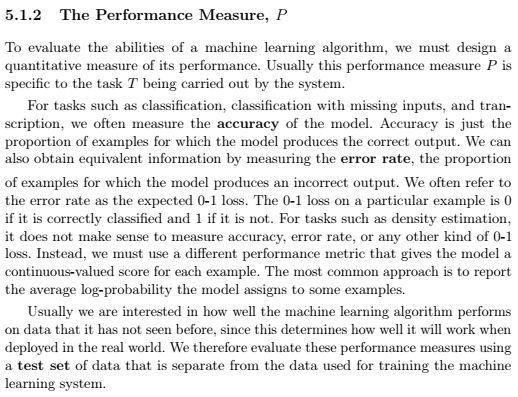 5.1.2 The Performance Measure, P
To evaluate the abilities of a machine learning algorithm, we must design a
quantitative measure of its performance. Usually this performance measure P is
specific to the task T being carried out by the system.
For tasks such as classification, classification with missing inputs, and tran-
scription, we often measure the accuracy of the model. Accuracy is just the
proportion of examples for which the model produces the correct output. We can
also obtain equivalent information by measuring the error rate, the proportion
of examples for which the model produces an incorrect output. We often refer to
the error rate as the expected 0-1 loss. The 0-1 loss on a particular example is 0
if it is correctly classified and 1 if it is not. For tasks such as density estimation,
it does not make sense to measure accuracy, error rate, or any other kind of 0-1
loss. Instead, we must use a different performance metric that gives the model a
continuous-valued score for each example. The most common approach is to report
the average log-probability the model assigns to some examples.
Usually we are interested in how well the machine learning algorithm performs
on data that it has not seen before, since this determines how well it will work when
deployed in the real world. We therefore evaluate these performance measures using
a test set of data that is separate from the data used for training the machine
learning system.